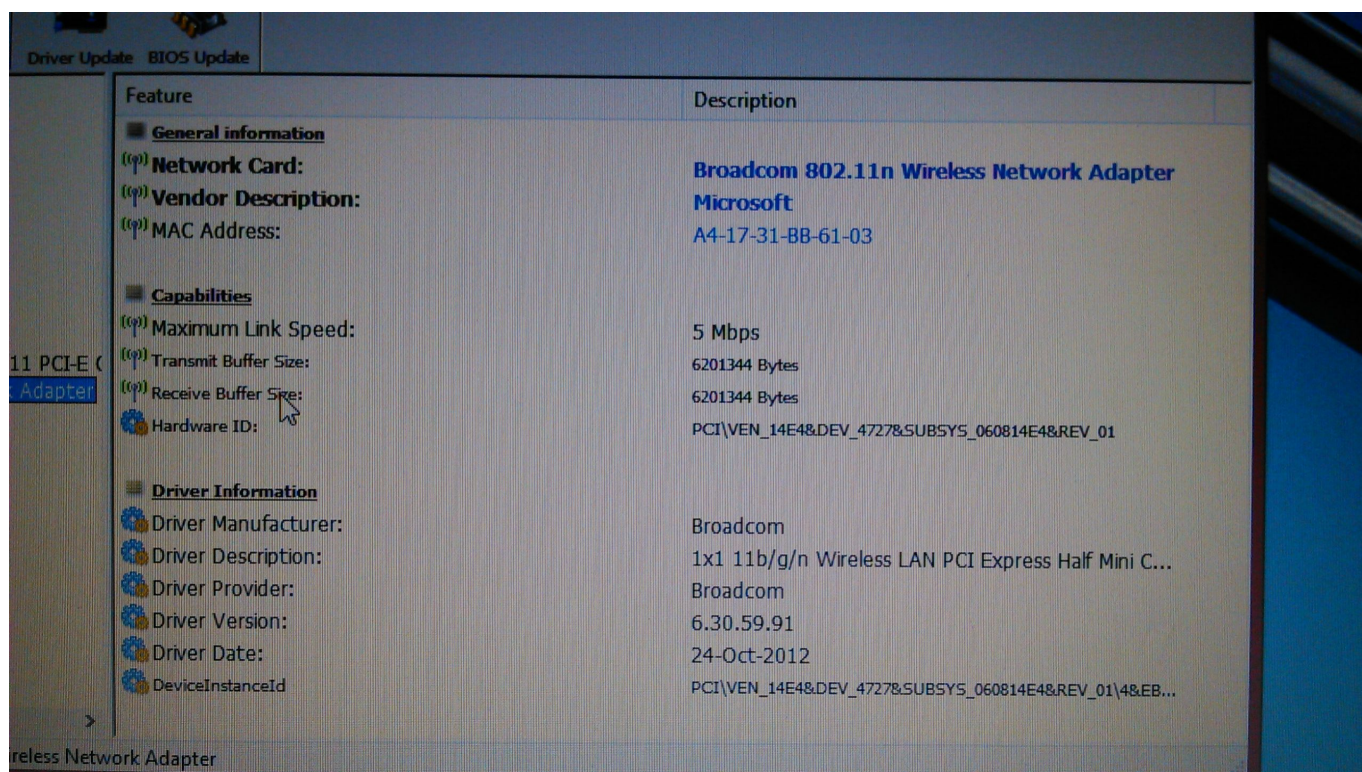 Driver Update BIOS Update
Feature Description
General information
Network Card: Broadcom 802.11n Wireless Network Adapter
Vendor Description: Microsoft
MAC Address: A4-17-31-BB-61-03
Capabilities
Maximum Link Speed: 5 Mbps
11 PCI-E ( Transmit Buffer Size: 6201344 Bytes
Adapter Receive Buffer Size: 6201344 Bytes
Hardware ID: PCI\VEN_14E4&DEV_4727&SUBSYS_060814E4&REV_01
Driver Information
Driver Manufacturer: Broadcom
Driver Description: 1x1 11b/g/n Wireless LAN PCI Express Half Mini C...
Driver Provider: Broadcom
Driver Version: 6.30.59.91
Driver Date: 24-Oct-2012
DeviceInstanceId PCI\VEN_14E4&DEV_4727&SUBSYS_060814E4&REV_01\4&EB...
ireless Network Adapter